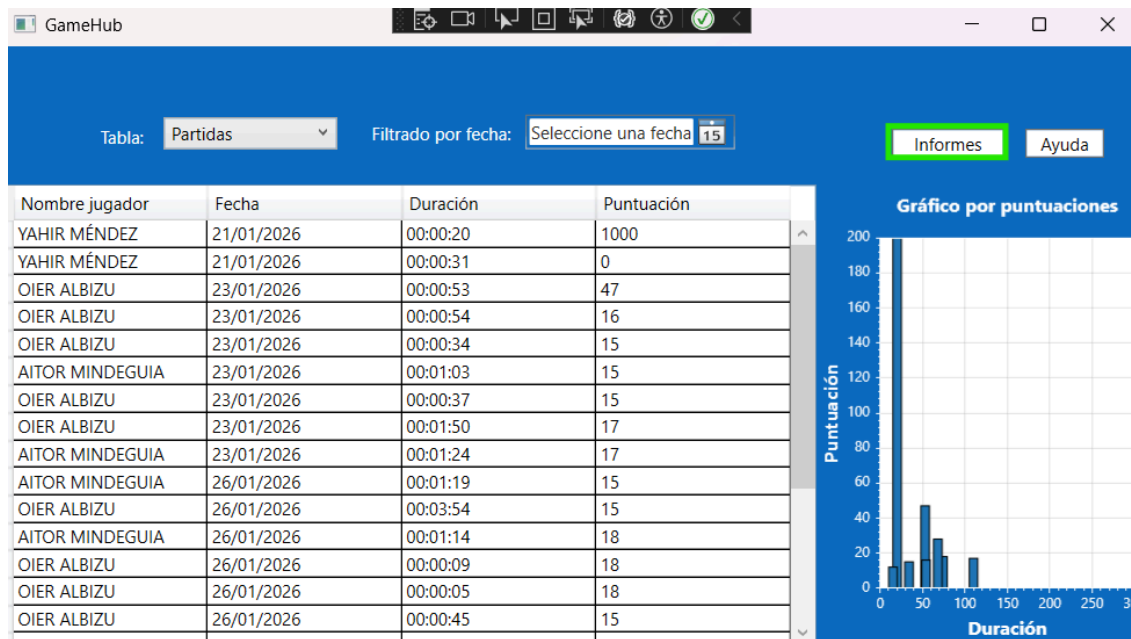 GameHub
Tabla: Partidas Filtrado por fecha: Seleccione una fecha 15 Informes Ayuda
Nombre jugador Fecha Duración Puntuación
YAHIR MÉNDEZ 21/01/2026 00:00:20 1000
YAHIR MÉNDEZ 21/01/2026 00:00:31 0
OIER ALBIZU 23/01/2026 00:00:53 47
OIER ALBIZU 23/01/2026 00:00:54 16
OIER ALBIZU 23/01/2026 00:00:34 15
AITOR MINDEGUIA 23/01/2026 00:01:03 15
OIER ALBIZU 23/01/2026 00:00:37 15
OIER ALBIZU 23/01/2026 00:01:50 17
AITOR MINDEGUIA 23/01/2026 00:01:24 17
AITOR MINDEGUIA 26/01/2026 00:01:19 15
OIER ALBIZU 26/01/2026 00:03:54 15
AITOR MINDEGUIA 26/01/2026 00:01:14 18
OIER ALBIZU 26/01/2026 00:00:09 18
OIER ALBIZU 26/01/2026 00:00:05 18
OIER ALBIZU 26/01/2026 00:00:45 15
Gráfico por puntuaciones
Puntuación
200
180
160
140
120
100
80
60
40
20
0
0 50 100 150 200 250
Duración